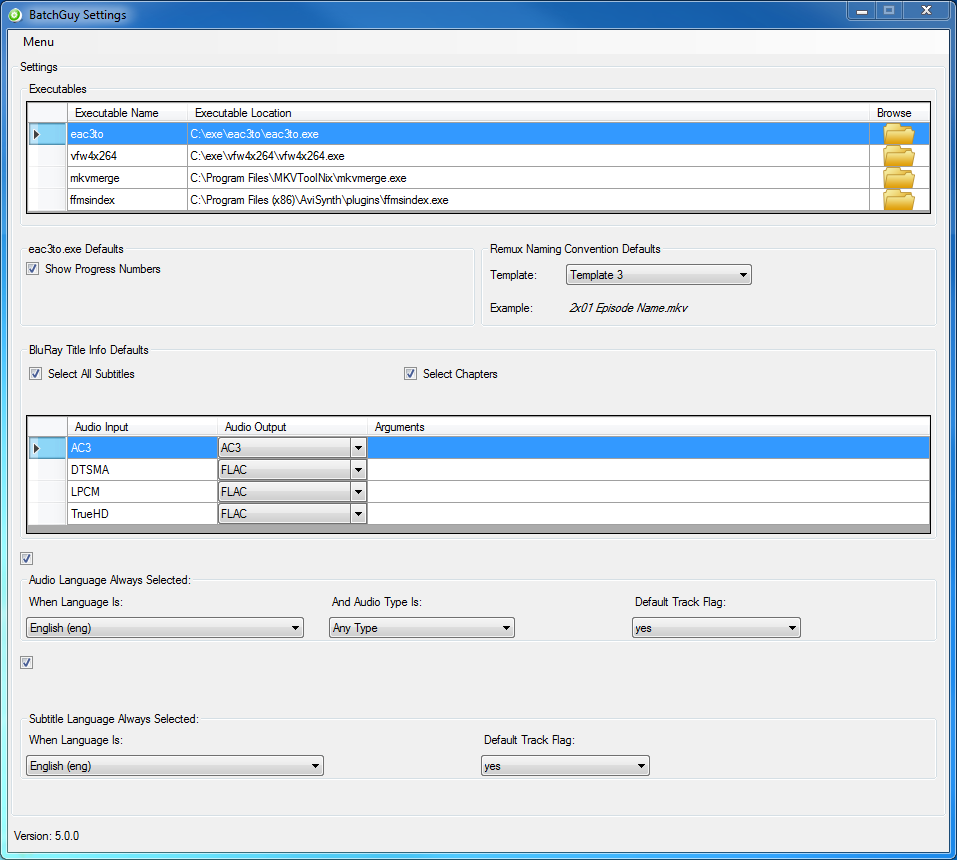 BatchGuy Settings
Menu
Settings
Executables
Executable Name Executable Location Browse
eac3to C:\exe\eac3to\eac3to.exe
vfw4x264 C:\exe\vfw4x264\vfw4x264.exe
mkvmerge C:\Program Files\MKVToolNix\mkvmerge.exe
ffmsindex C:\Program Files (x86)\AviSynth\plugins\ffmsindex.exe
eac3to.exe Defaults
Show Progress Numbers
Remux Naming Convention Defaults
Template: Template 3
Example: 2x01 Episode Name.mkv
BluRay Title Info Defaults
Select All Subtitles Select Chapters
Audio Input Audio Output Arguments
AC3 AC3
DTSMA FLAC
LPCM FLAC
TrueHD FLAC
Audio Language Always Selected:
When Language Is: And Audio Type Is: Default Track Flag:
English (eng) Any Type yes
Subtitle Language Always Selected:
When Language Is: Default Track Flag:
English (eng) yes
Version: 5.0.0